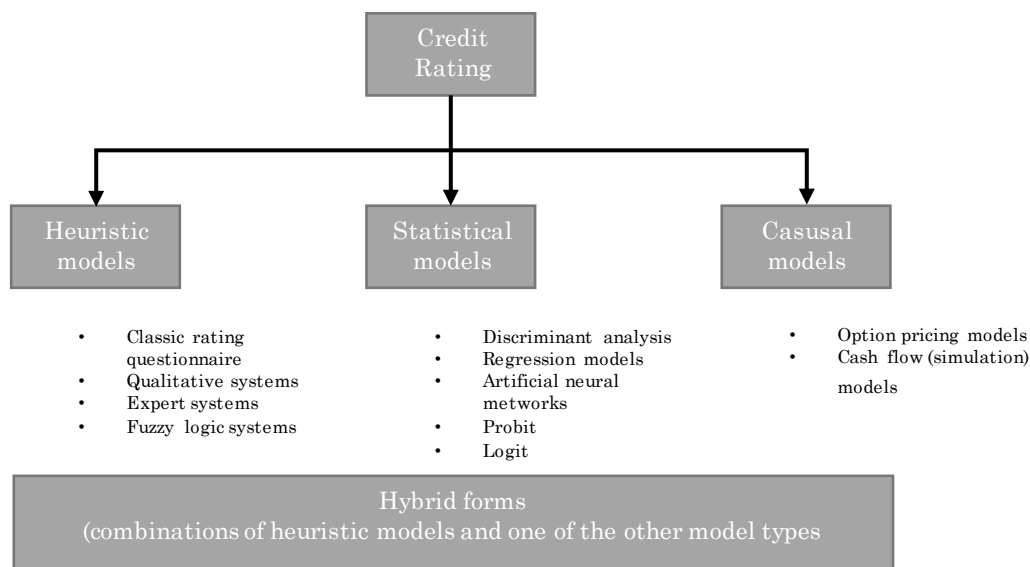 Credit
Rating
Heuristic
models
Statistical
models
Casusal
models
• Classic rating
questionnaire
• Qualitative systems
• Expert systems
• Fuzzy logic systems
• Discriminant analysis
• Regression models
• Artificial neural
metworks
• Probit
• Logit
• Option pricing models
• Cash flow (simulation)
models
Hybrid forms
(combinations of heuristic models and one of the other model types